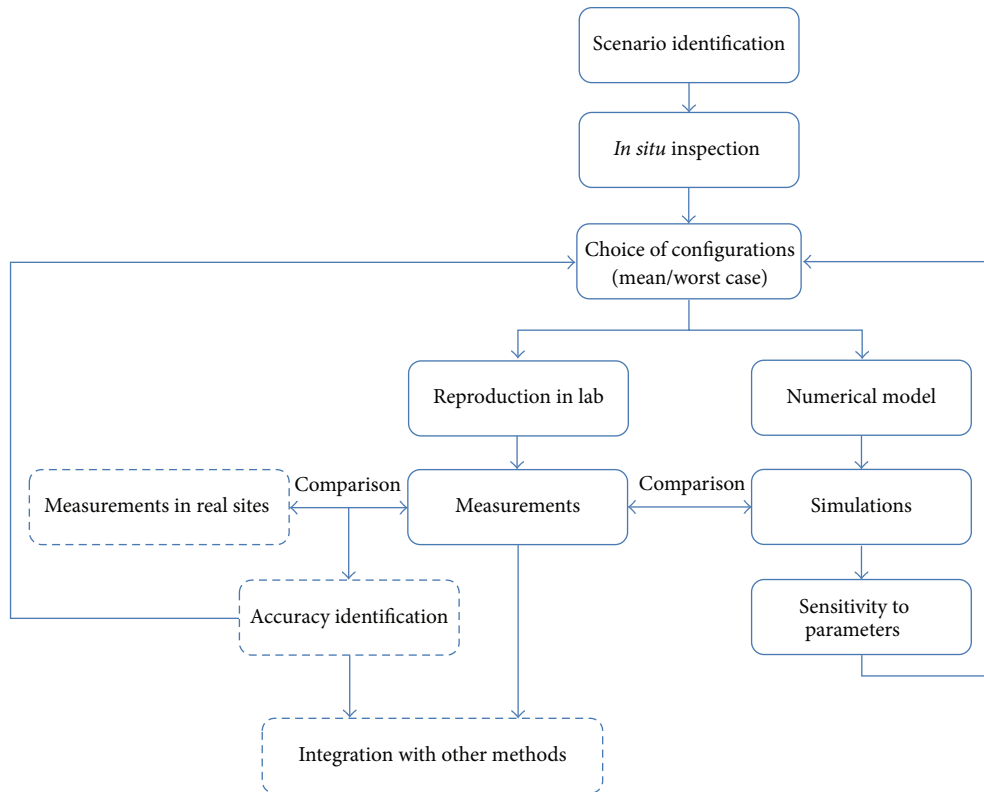 Scenario identification
In situ inspection
Choice of configurations
(mean/worst case)
Reproduction in lab
Numerical model
Measurements in real sites
Comparison
Measurements
Comparison
Simulations
Accuracy identification
Sensitivity to
parameters
Integration with other methods